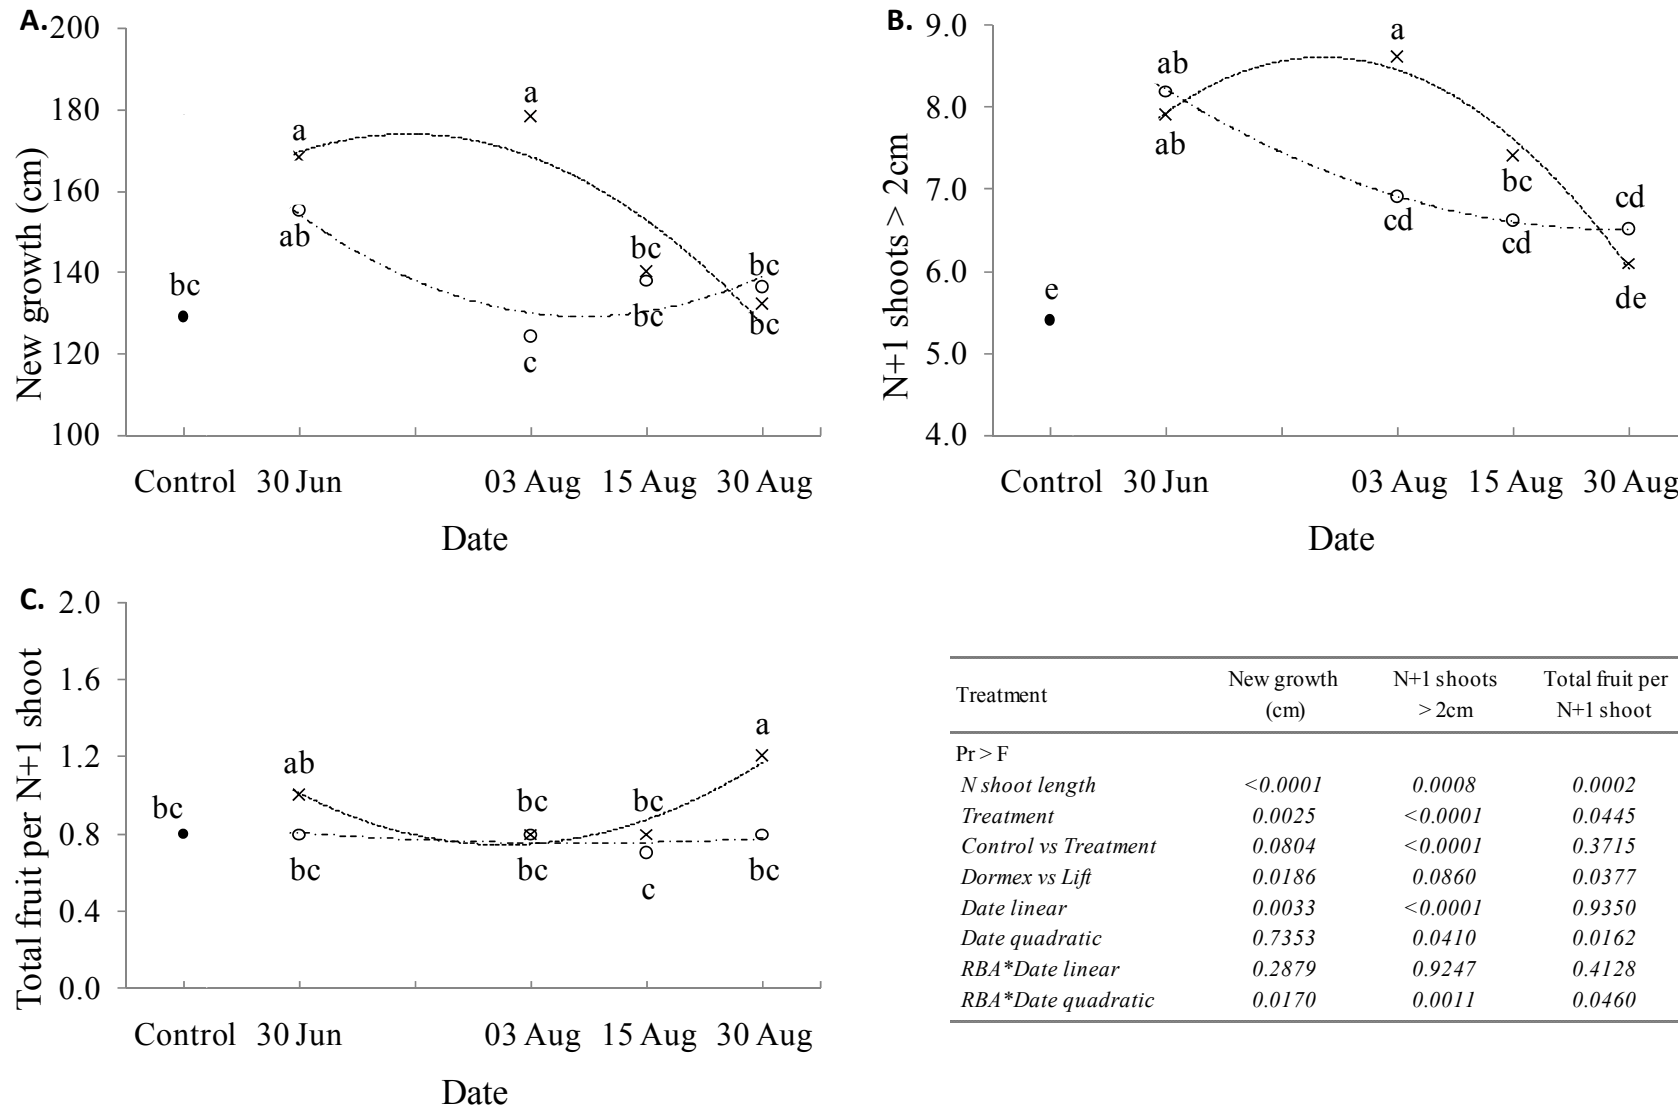 A.
200
180
160
140
120
100
New growth (cm)
a
a
ab
bc
c
bc
bc
bc
bc
Control 30 Jun 03 Aug 15 Aug 30 Aug
Date
B.
9.0
8.0
7.0
6.0
5.0
4.0
N+1 shoots > 2cm
a
ab
ab
bc
cd
cd
cd
e
de
Control 30 Jun 03 Aug 15 Aug 30 Aug
Date
C.
2.0
1.6
1.2
0.8
0.4
0.0
Total fruit per N+1 shoot
a
ab
bc
bc
bc
bc
bc
c
bc
Control 30 Jun 03 Aug 15 Aug 30 Aug
Date
Treatment New growth (cm) N+1 shoots > 2cm Total fruit per N+1 shoot
Pr > F
N shoot length <0.0001 0.0008 0.0002
Treatment 0.0025 <0.0001 0.0445
Control vs Treatment 0.0804 <0.0001 0.3715
Dormex vs Lift 0.0186 0.0860 0.0377
Date linear 0.0033 <0.0001 0.9350
Date quadratic 0.7353 0.0410 0.0162
RBA*Date linear 0.2879 0.9247 0.4128
RBA*Date quadratic 0.0170 0.0011 0.0460